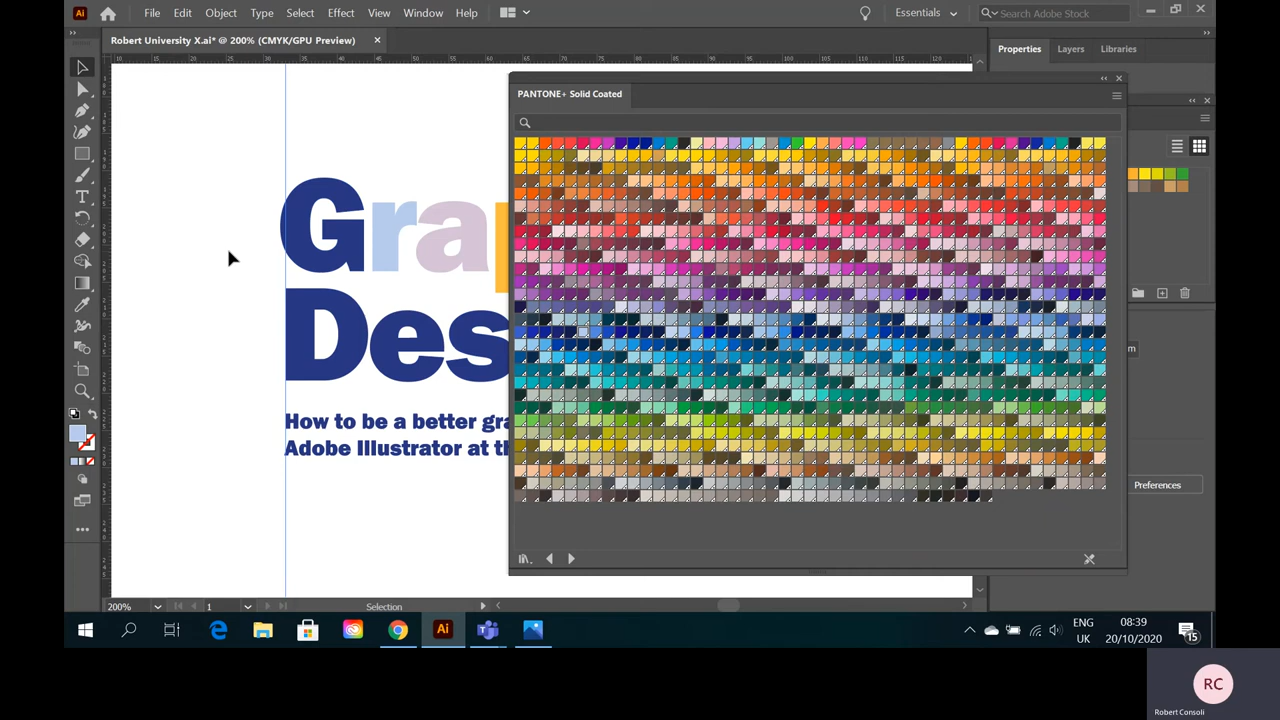 Ai File Edit Object Type Select Effect View Window Help Essentials Search Adobe Stock
Robert University X.ai* @ 200% (CMYK/GPU Preview) ×
Properties Layers Libraries
PANTONE+ Solid Coated
Grap
Des
How to be a better gra
Adobe Illustrator at th
Preferences
200% 1 Selection
Ai
ENG
UK
08:39
20/10/2020
15
RC
Robert Consoli